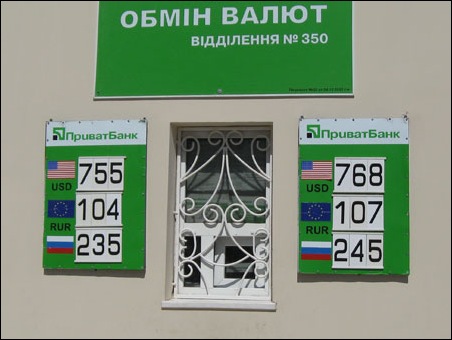 ОБМІН ВАЛЮТ
ВІДДІЛЕННЯ № 350
ПриватБанк
USD 755
104
RUR 235
ПриватБанк
USD 768
107
RUR 245